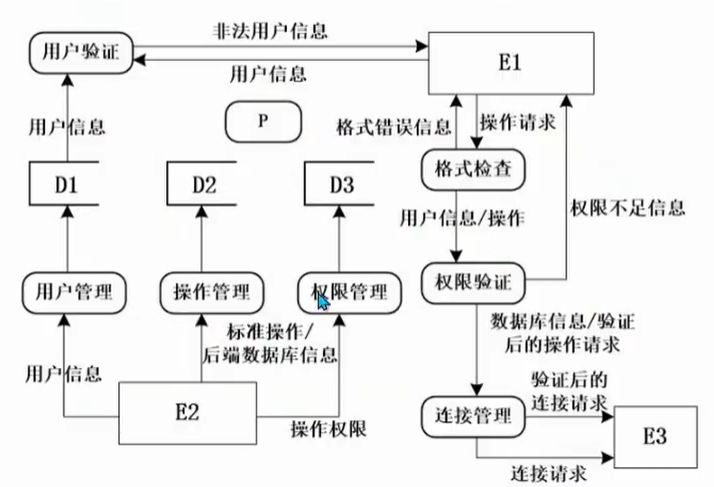 非法用户信息
用户验证
E1
用户信息
P
格式错误信息
操作请求
用户信息
格式检查
D1
D2
D3
用户信息/操作
权限不足信息
用户管理
操作管理
权限管理
权限验证
标准操作/
后端数据库信息
数据库信息/验证
后的操作请求
用户信息
E2
操作权限
连接管理
验证后的
连接请求
E3
连接请求